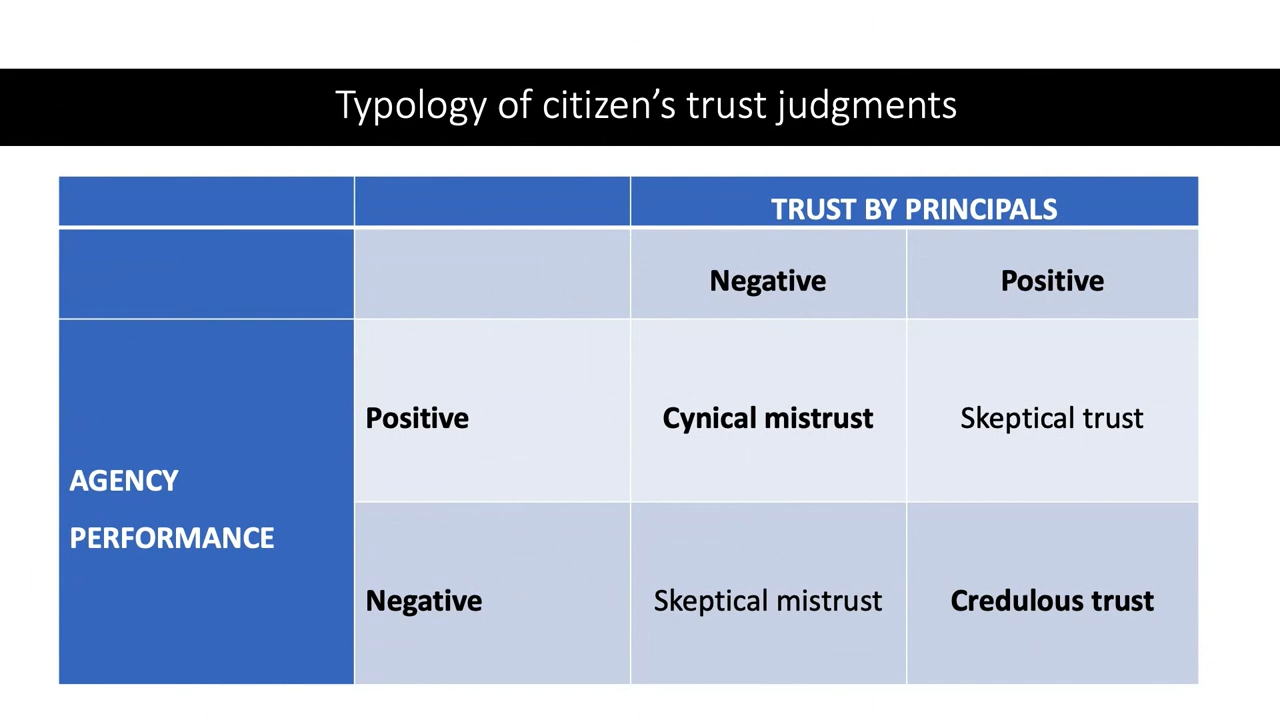 Typology of citizen’s trust judgments
TRUST BY PRINCIPALS
Negative Positive
Positive Cynical mistrust Skeptical trust
AGENCY
PERFORMANCE
Negative Skeptical mistrust Credulous trust